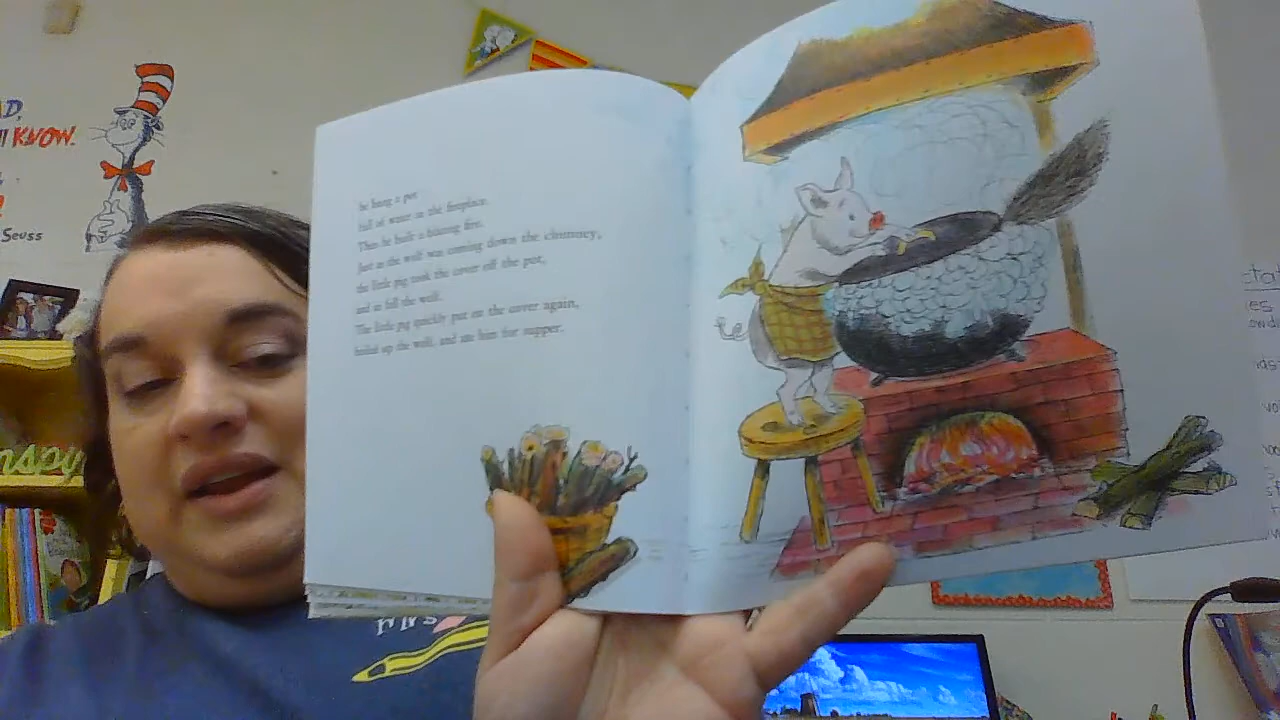 AD,
ll KNOW.
Seuss
nspy
he hung a pot
full of water in the fireplace.
Then he built a blazing fire.
Just as the wolf was coming down the chimney,
the little pig took the cover off the pot,
and in fell the wolf.
The little pig quickly put on the cover again,
boiled up the wolf, and ate him for supper.